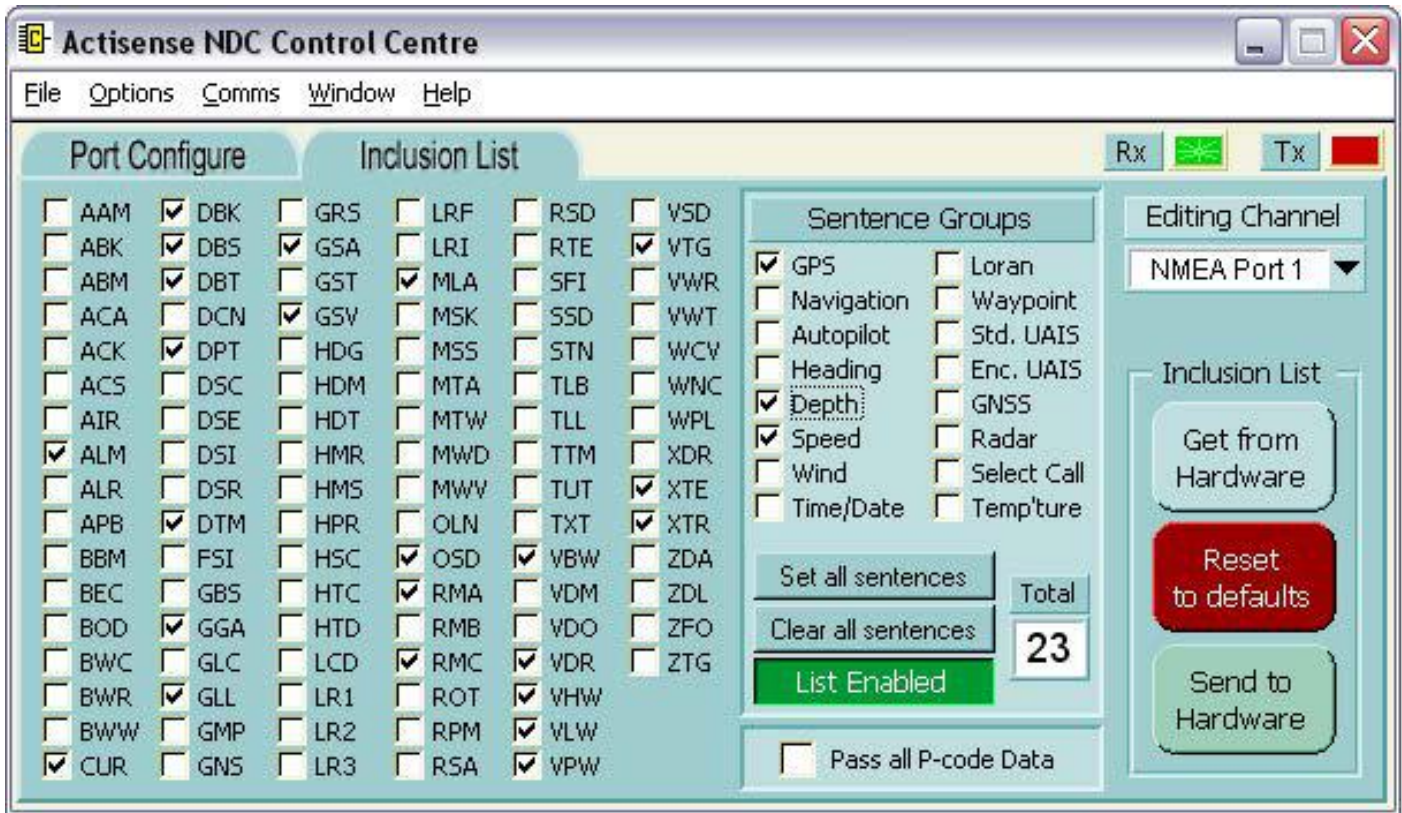 Actisense NDC Control Centre
File Options Comms Window Help
Port Configure Inclusion List Rx Tx
AAM DBK GRS LRF RSD VSD
ABK DBS GSA LRI RTE VTG
ABM DBT GST MLA SFI VWR
ACA DCN GSV MSK SSD VWT
ACK DPT HDG MSS STN WCV
ACS DSC HDM MTA TLB WNC
AIR DSE HDT MTW TLL WPL
ALM DSI HMR MWD TTM XDR
ALR DSR HMS MWV TUT XTE
APB DTM HPR OLN TXT XTR
BBM FSI HSC OSD VBW ZDA
BEC GBS HTC RMA VDM ZDL
BOD GGA HTD RMB VDO ZFO
BWC GLC LCD RMC VDR ZTG
BWR GLL LR1 ROT VHW
BWW GMP LR2 RPM VLW
CUR GNS LR3 RSA VPW
Sentence Groups
GPS Loran
Navigation Waypoint
Autopilot Std. UAIS
Heading Enc. UAIS
Depth GNSS
Speed Radar
Wind Select Call
Time/Date Temp'ture
Set all sentences
Clear all sentences
List Enabled
Total
23
Pass all P-code Data
Editing Channel
NMEA Port 1
Inclusion List
Get from
Hardware
Reset
to defaults
Send to
Hardware